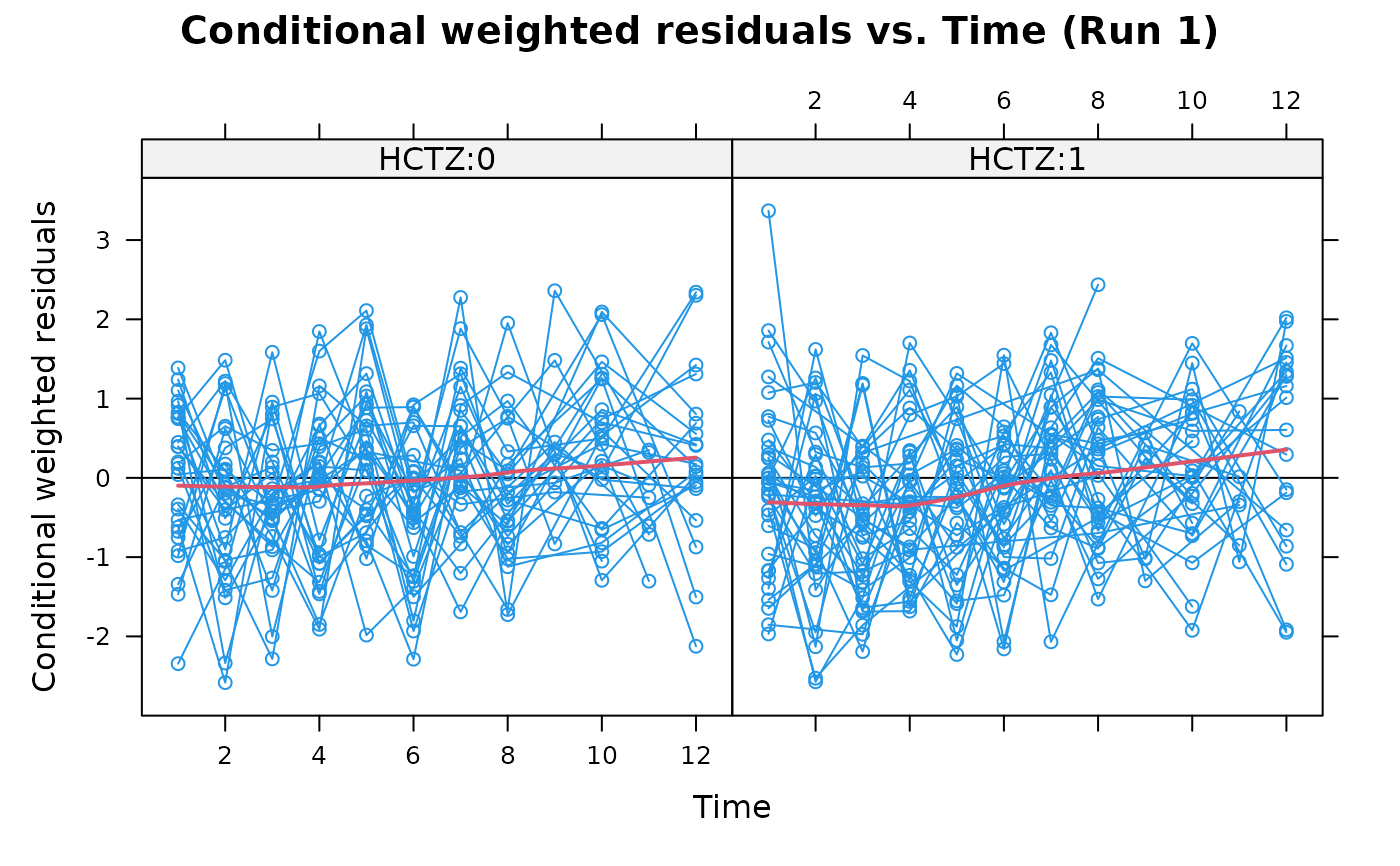 Conditional weighted residuals vs. Time (Run 1)
2 4 6 8 10 12
HCTZ:0 HCTZ:1
Conditional weighted residuals
3
2
1
0
-1
-2
2 4 6 8 10 12
Time